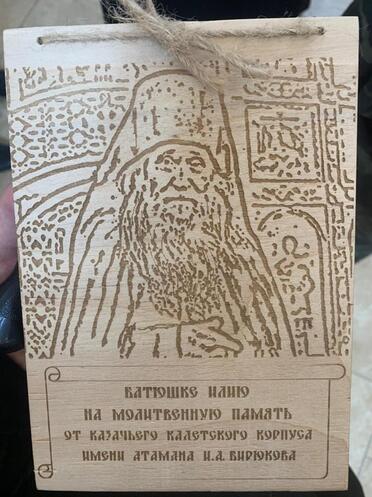 БАТЮШКЕ ИЛИЮ
НА МОЛИТВЕННУЮ ПАМЯТЬ
ОТ КАЗАЧЬЕГО КАДЕТСКОГО КОРПУСА
ИМЕНИ АТАМАНА И.А.БИРЮКОВА